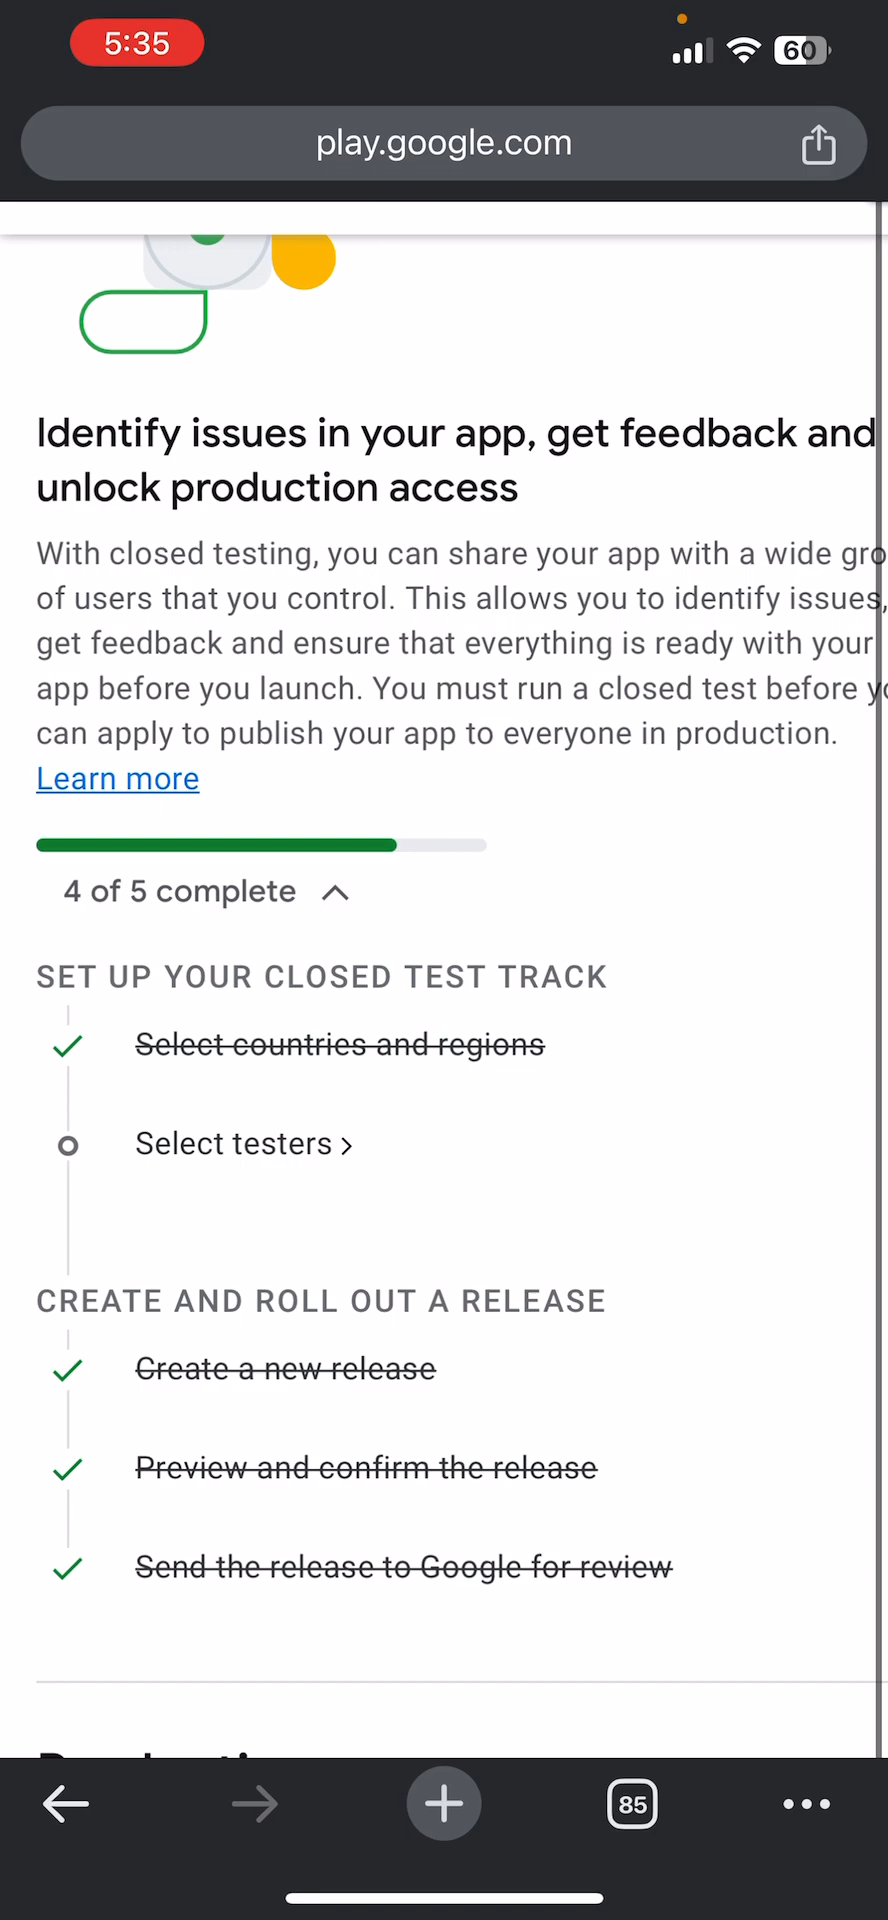 5:35
60
play.google.com
Identify issues in your app, get feedback and
unlock production access
With closed testing, you can share your app with a wide gro
of users that you control. This allows you to identify issues,
get feedback and ensure that everything is ready with your
app before you launch. You must run a closed test before yo
can apply to publish your app to everyone in production.
Learn more
4 of 5 complete
SET UP YOUR CLOSED TEST TRACK
Select countries and regions
Select testers >
CREATE AND ROLL OUT A RELEASE
Create a new release
Preview and confirm the release
Send the release to Google for review
85